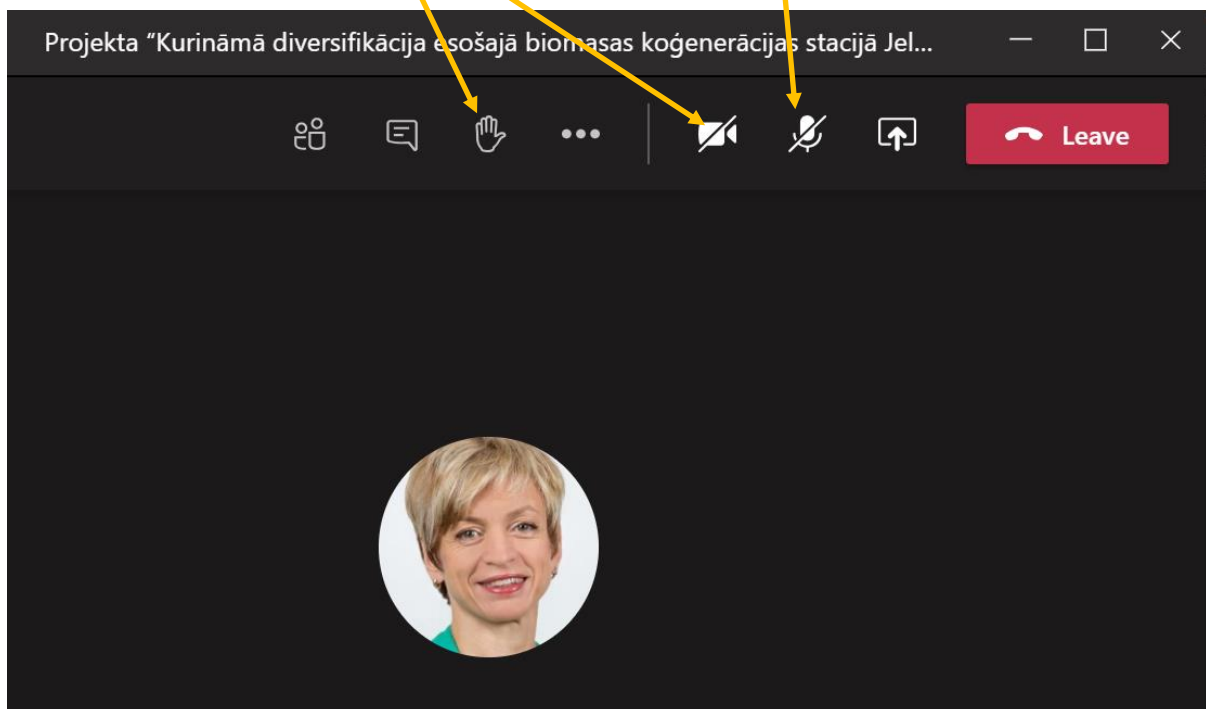 Projekta “Kurināmā diversifikācija esošajā biomasas koģenerācijas stacijā Jel...
Leave